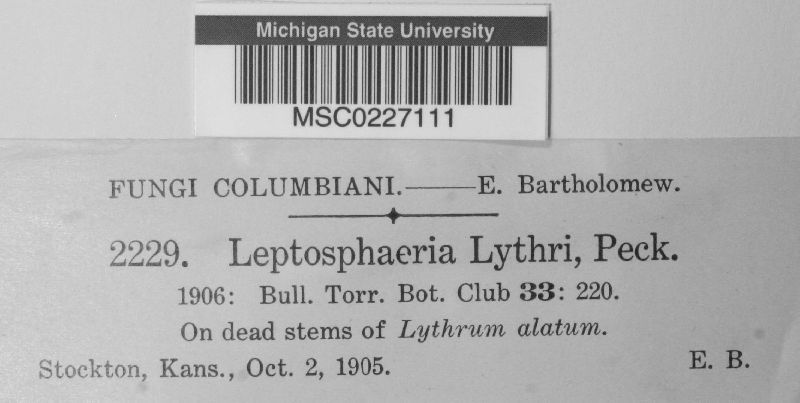 Michigan State University
MSC0227111
FUNGI COLUMBIANI.——E. Bartholomew.
2229. Leptosphaeria Lythri, Peck.
1906: Bull. Torr. Bot. Club 33: 220.
On dead stems of Lythrum alatum.
Stockton, Kans., Oct. 2, 1905. E. B.